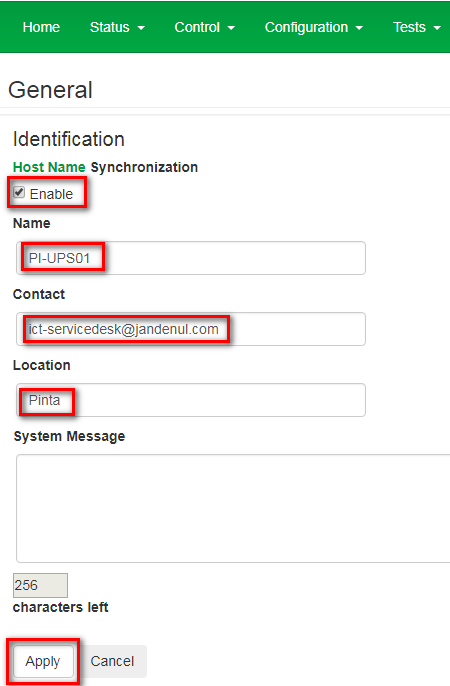 Home Status Control Configuration Tests
General
Identification
Host Name Synchronization
Enable
Name
PI-UPS01
Contact
ict-servicedesk@jandenul.com
Location
Pinta
System Message
256
characters left
Apply Cancel